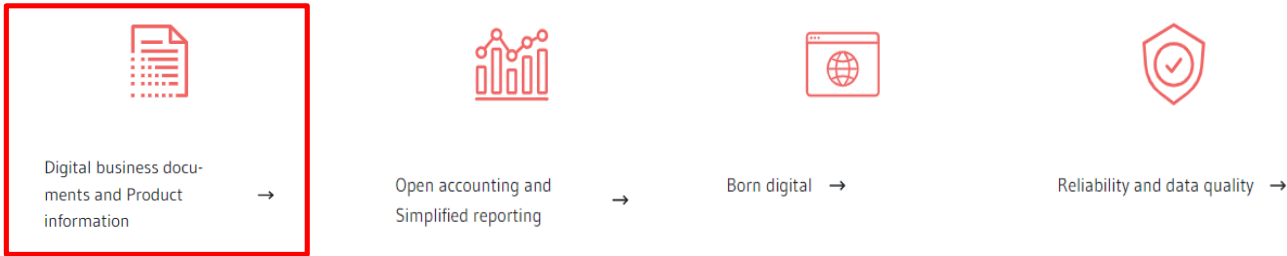 Digital business docu-
ments and Product →
information
Open accounting and
Simplified reporting →
Born digital →
Reliability and data quality →